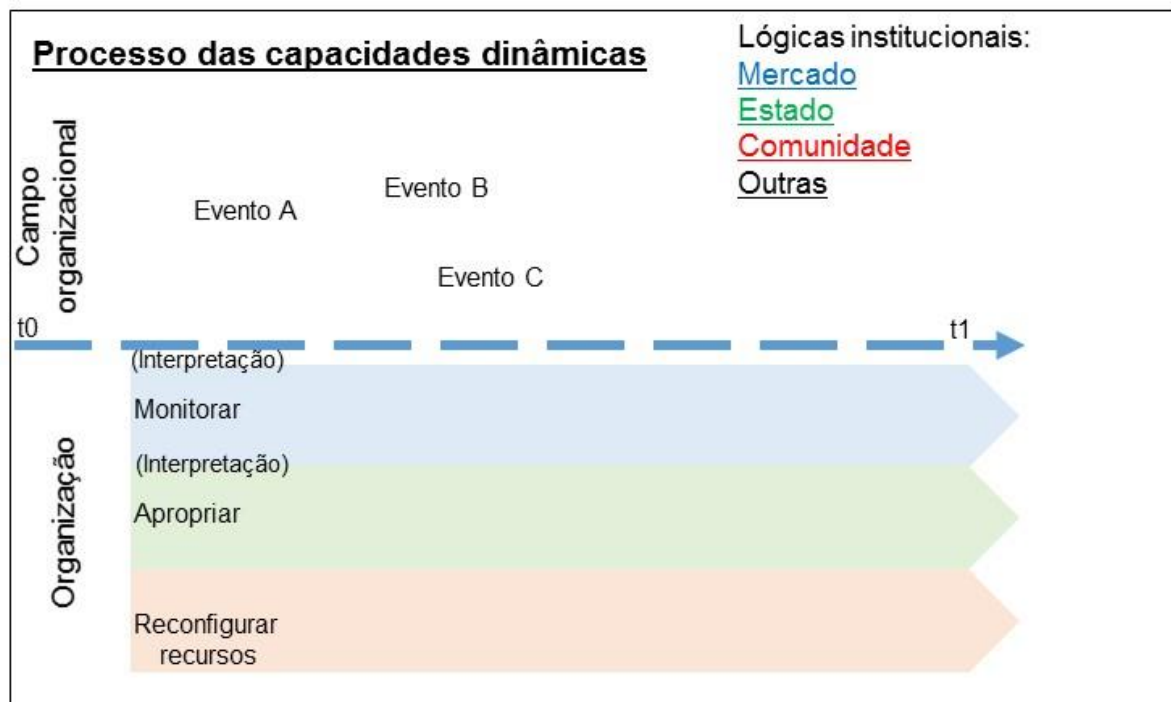 Processo das capacidades dinâmicas
Lógicas institucionais:
Mercado
Estado
Comunidade
Outras
Campo
organizacional
Evento A
Evento B
Evento C
t0
t1
(Interpretação)
Monitorar
(Interpretação)
Apropriar
Reconfigurar
recursos
Organização